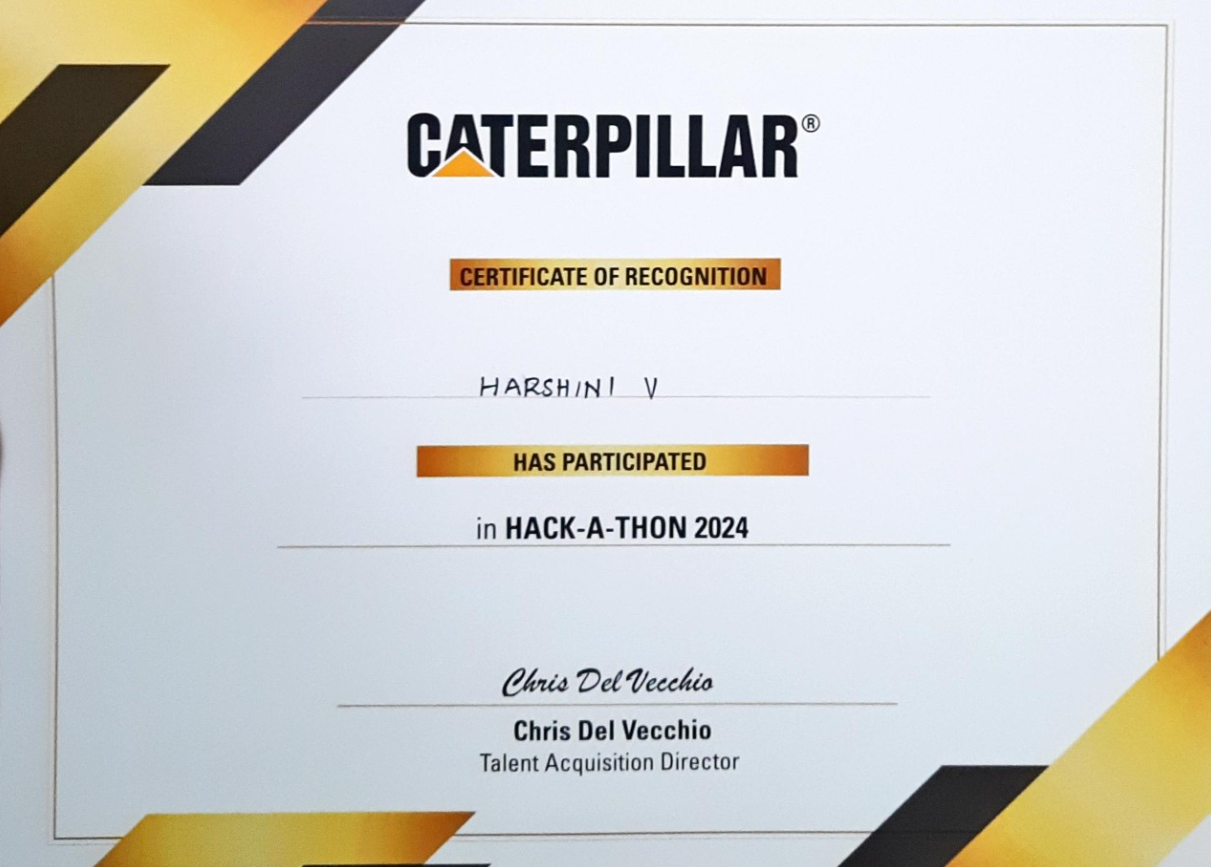 CATERPILLAR®
CERTIFICATE OF RECOGNITION
HARSHINI V
HAS PARTICIPATED
in HACK-A-THON 2024
Chris Del Vecchio
Chris Del Vecchio
Talent Acquisition Director